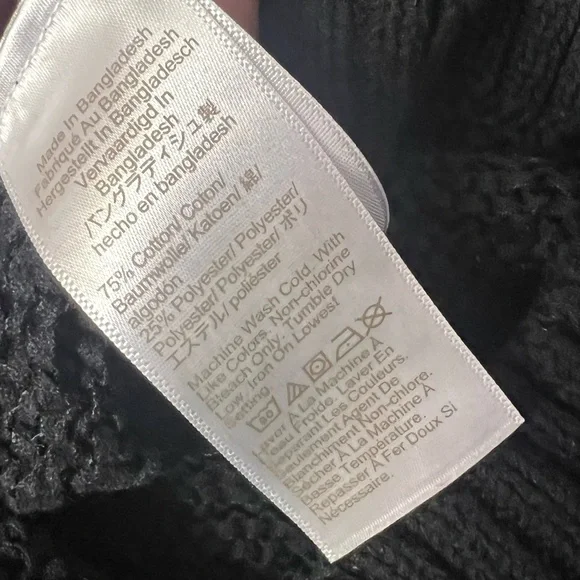 Made In Bangladesh
Fabriqué Au Bangladesh
Hergestellt In Bangladesch
Vervaardigd In
Bangladesh
バングラディシュ製
hecho en bangladesh
75% Cotton/ Coton/
Baumwolle/ Katoen/ 綿/
algodón
25% Polyester/ Polyester/
Polyester/ Polyester/ ポリ
エステル/ poliéster
Machine Wash Cold. With
Like Colors. Non-chlorine
Bleach Only. Tumble Dry
Low. Iron On Lowest
Setting.
Laver À La Machine À
l'eau Froide. Laver En
Séparant Les Couleurs.
Seulement Agent De
Blanchiment Non-chlore.
Sécher À La Machine À
Basse Température.
Repasser À Fer Doux Si
Nécessaire.